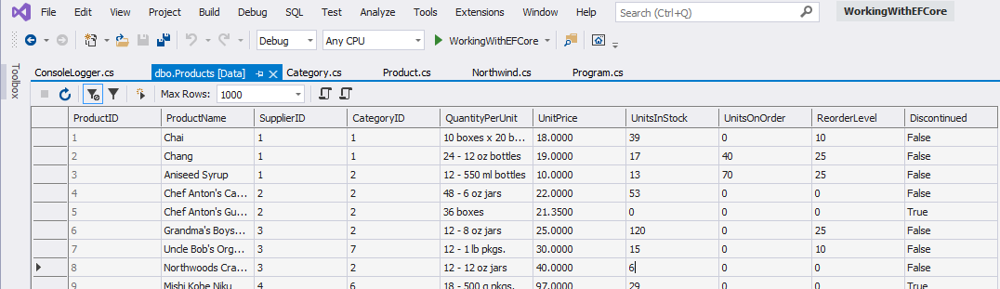 File Edit View Project Build Debug SQL Test Analyze Tools Extensions Window Help Search (Ctrl+Q) WorkingWithEFCore
Debug Any CPU WorkingWithEFCore
Toolbox
ConsoleLogger.cs dbo.Products [Data] Category.cs Product.cs Northwind.cs Program.cs
Max Rows: 1000
ProductID ProductName SupplierID CategoryID QuantityPerUnit UnitPrice UnitsInStock UnitsOnOrder ReorderLevel Discontinued
1 Chai 1 1 10 boxes x 20 b... 18.0000 39 0 10 False
2 Chang 1 1 24 - 12 oz bottles 19.0000 17 40 25 False
3 Aniseed Syrup 1 2 12 - 550 ml bottles 10.0000 13 70 25 False
4 Chef Anton's Ca... 2 2 48 - 6 oz jars 22.0000 53 0 0 False
5 Chef Anton's Gu... 2 2 36 boxes 21.3500 0 0 0 True
6 Grandma's Boys... 3 2 12 - 8 oz jars 25.0000 120 0 25 False
7 Uncle Bob's Org... 3 7 12 - 1 lb pkgs. 30.0000 15 0 10 False
8 Northwoods Cra... 3 2 12 - 12 oz jars 40.0000 6 0 0 False
9 Mishi Kobe Niku 4 6 18 - 500 g pkgs. 97.0000 29 0 0 True